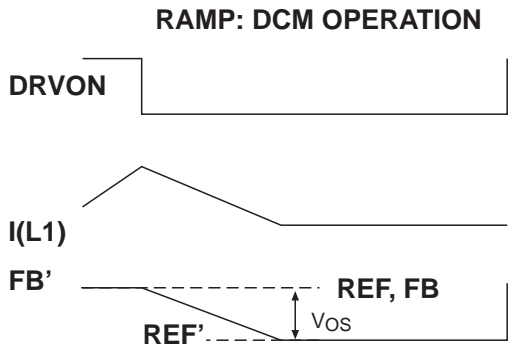 RAMP: DCM OPERATION
DRVON
I(L1)
FB’
REF, FB
VOS
REF’